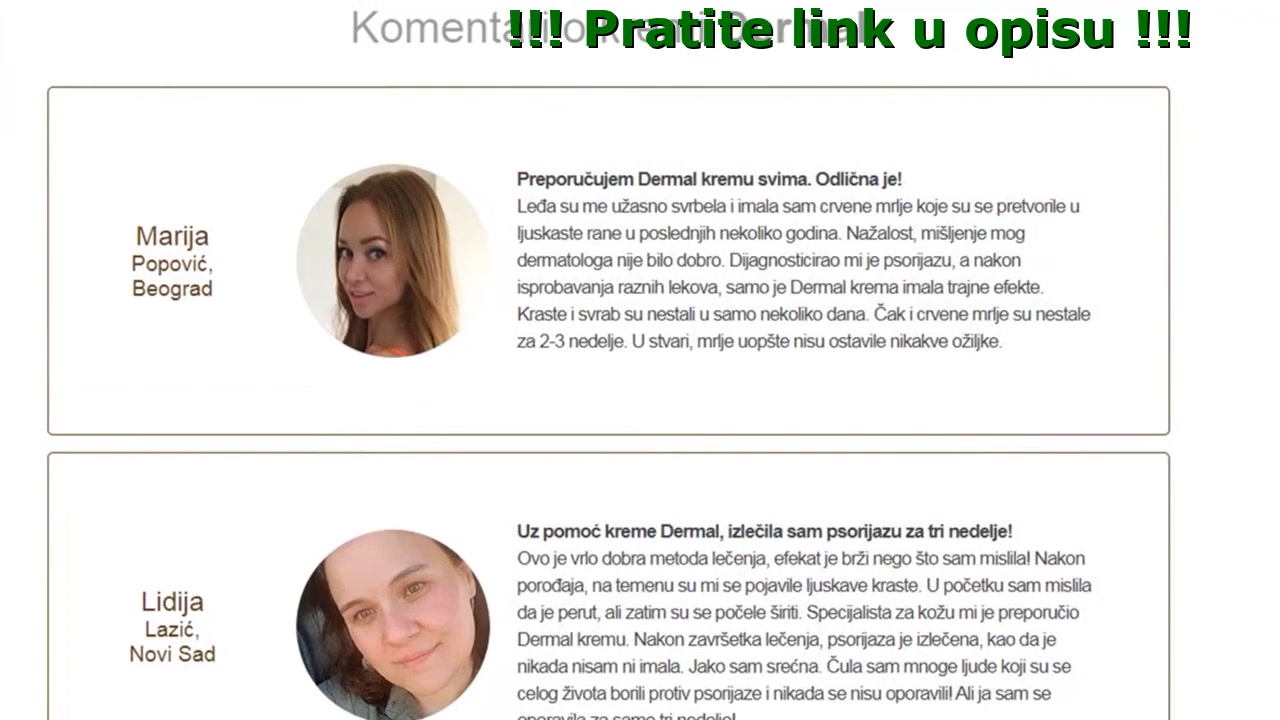 !!! Pratite link u opisu !!!
Marija
Popović,
Beograd
Preporučujem Dermal kremu svima. Odlična je!
Leđa su me užasno svrbela i imala sam crvene mrlje koje su se pretvorile u
ljuskaste rane u poslednjih nekoliko godina. Nažalost, mišljenje mog
dermatologa nije bilo dobro. Dijagnosticirao mi je psorijazu, a nakon
isprobavanja raznih lekova, samo je Dermal krema imala trajne efekte.
Kraste i svrab su nestali u samo nekoliko dana. Čak i crvene mrlje su nestale
za 2-3 nedelje. U stvari, mrlje uopšte nisu ostavile nikakve ožiljke.
Lidija
Lazić,
Novi Sad
Uz pomoć kreme Dermal, izlečila sam psorijazu za tri nedelje!
Ovo je vrlo dobra metoda lečenja, efekat je brži nego što sam mislila! Nakon
porođaja, na temenu su mi se pojavile ljuskave kraste. U početku sam mislila
da je perut, ali zatim su se počele širiti. Specijalista za kožu mi je preporučio
Dermal kremu. Nakon završetka lečenja, psorijaza je izlečena, kao da je
nikada nisam ni imala. Jako sam srećna. Čula sam mnoge ljude koji su se
celog života borili protiv psorijaze i nikada se nisu oporavili! Ali ja sam se
oporavila za samo tri nedelje!